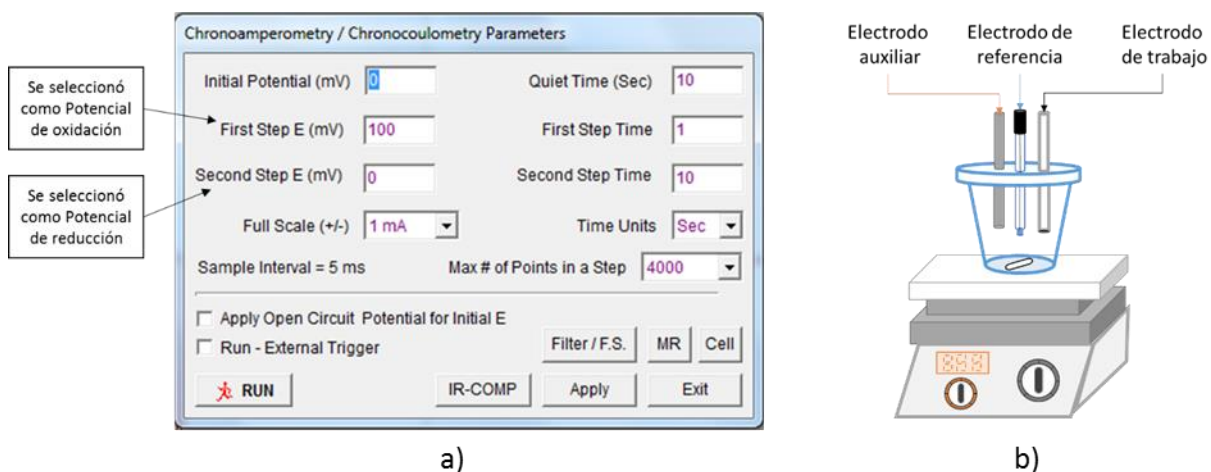 Chronoamperometry / Chronocoulometry Parameters
Se seleccionó
como Potencial
de oxidación
Se seleccionó
como Potencial
de reducción
Initial Potential (mV) 0 Quiet Time (Sec) 10
First Step E (mV) 100 First Step Time 1
Second Step E (mV) 0 Second Step Time 10
Full Scale (+/-) 1 mA Time Units Sec
Sample Interval = 5 ms Max # of Points in a Step 4000
Apply Open Circuit Potential for Initial E
Run - External Trigger Filter / F.S. MR Cell
RUN IR-COMP Apply Exit
a)
Electrodo
auxiliar
Electrodo de
referencia
Electrodo
de trabajo
b)